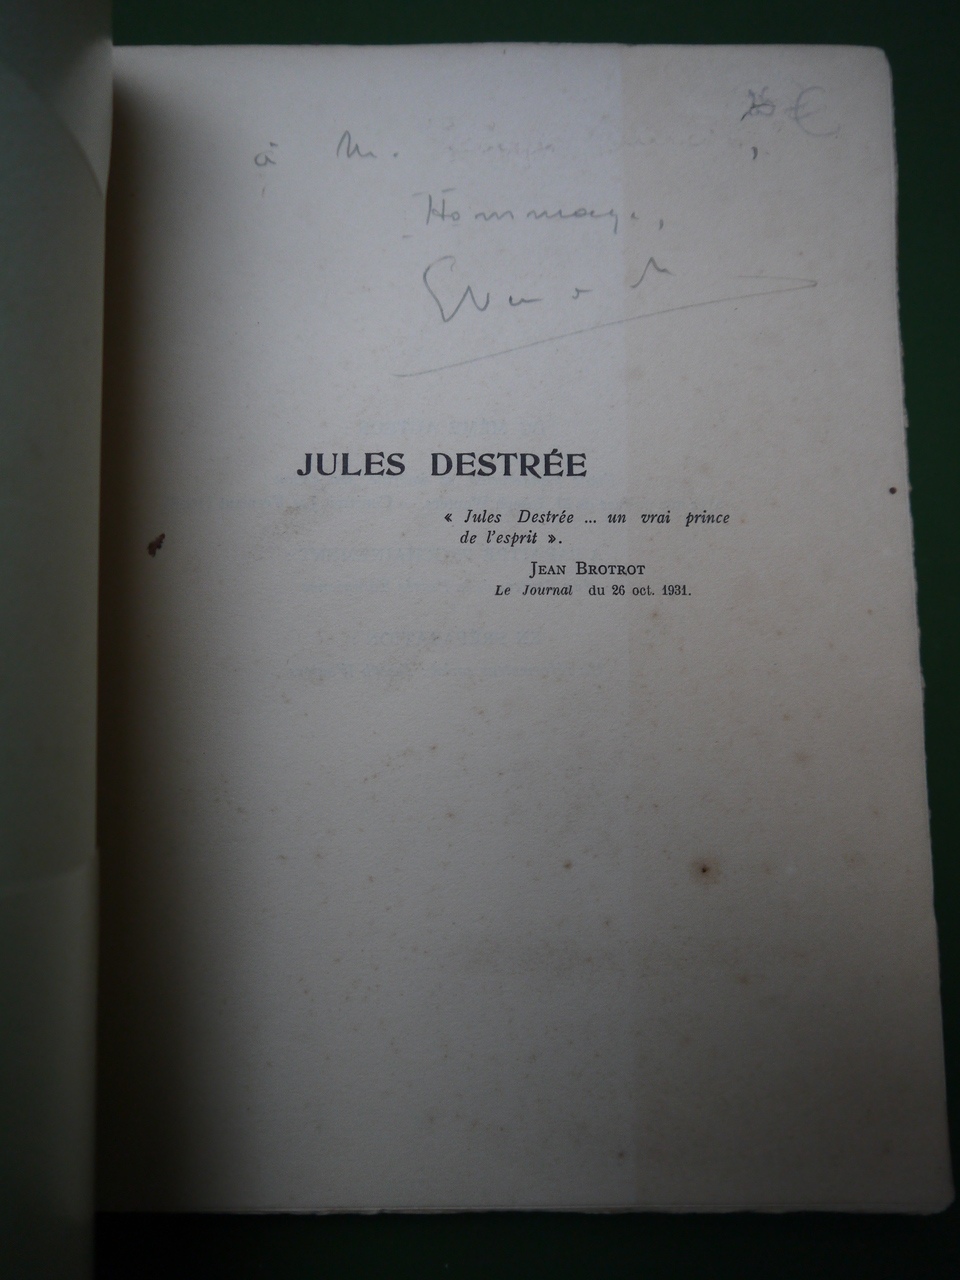 à M.
Hommage,
JULES DESTRÉE
« Jules Destrée ... un vrai prince
de l'esprit ».
JEAN BROTROT
Le Journal du 26 oct. 1931.